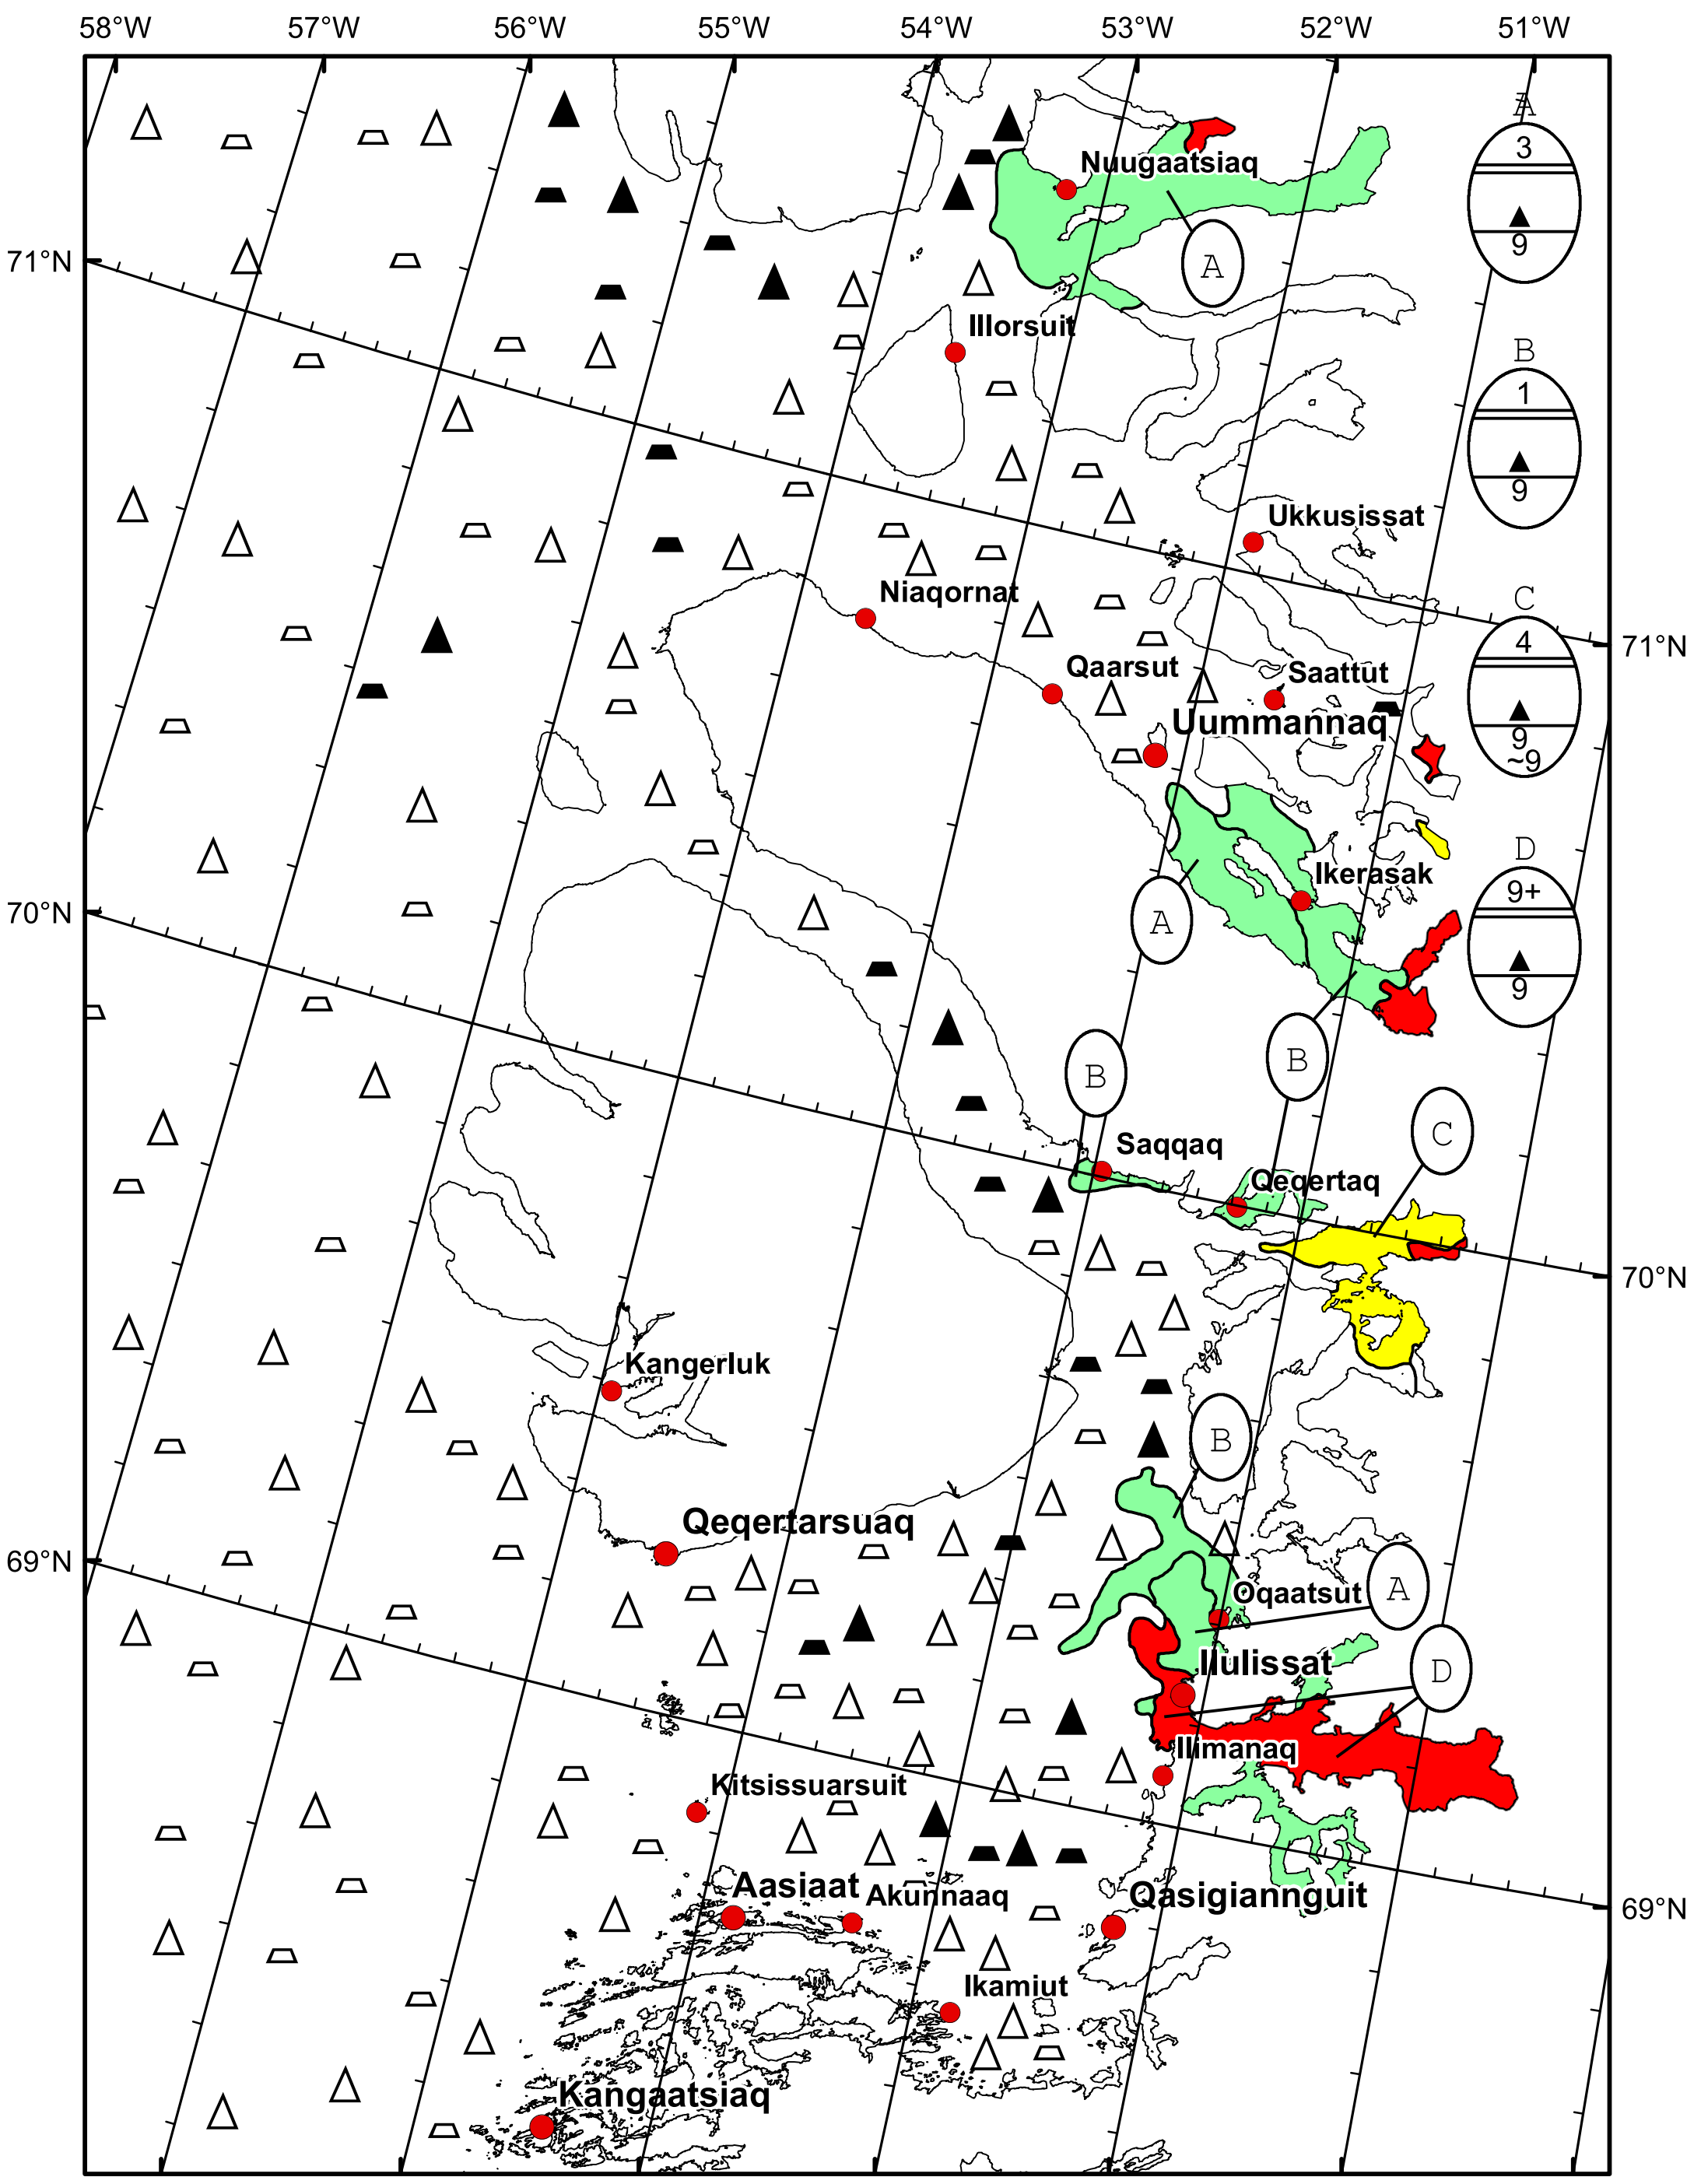 58°W 57°W 56°W 55°W 54°W 53°W 52°W 51°W
A
3
9
Nuugaatsiaq
A
71°N
Illorsuit
B
1
9
Ukkusissat
Niaqornat
C
4
9
~9
71°N
Qaarsut
Saattut
Uummannaq
D
9+
9
Ikerasak
70°N
A
B
B
C
Saqqaq
Qeqertaq
70°N
Kangerluk
B
Qeqertarsuaq
69°N
A
Oqaatsut
Ilulissat
D
Ilimanaq
Kitsissuarsuit
Aasiaat
Akunnaaq
Qasigiannguit
69°N
Ikamiut
Kangaatsiaq